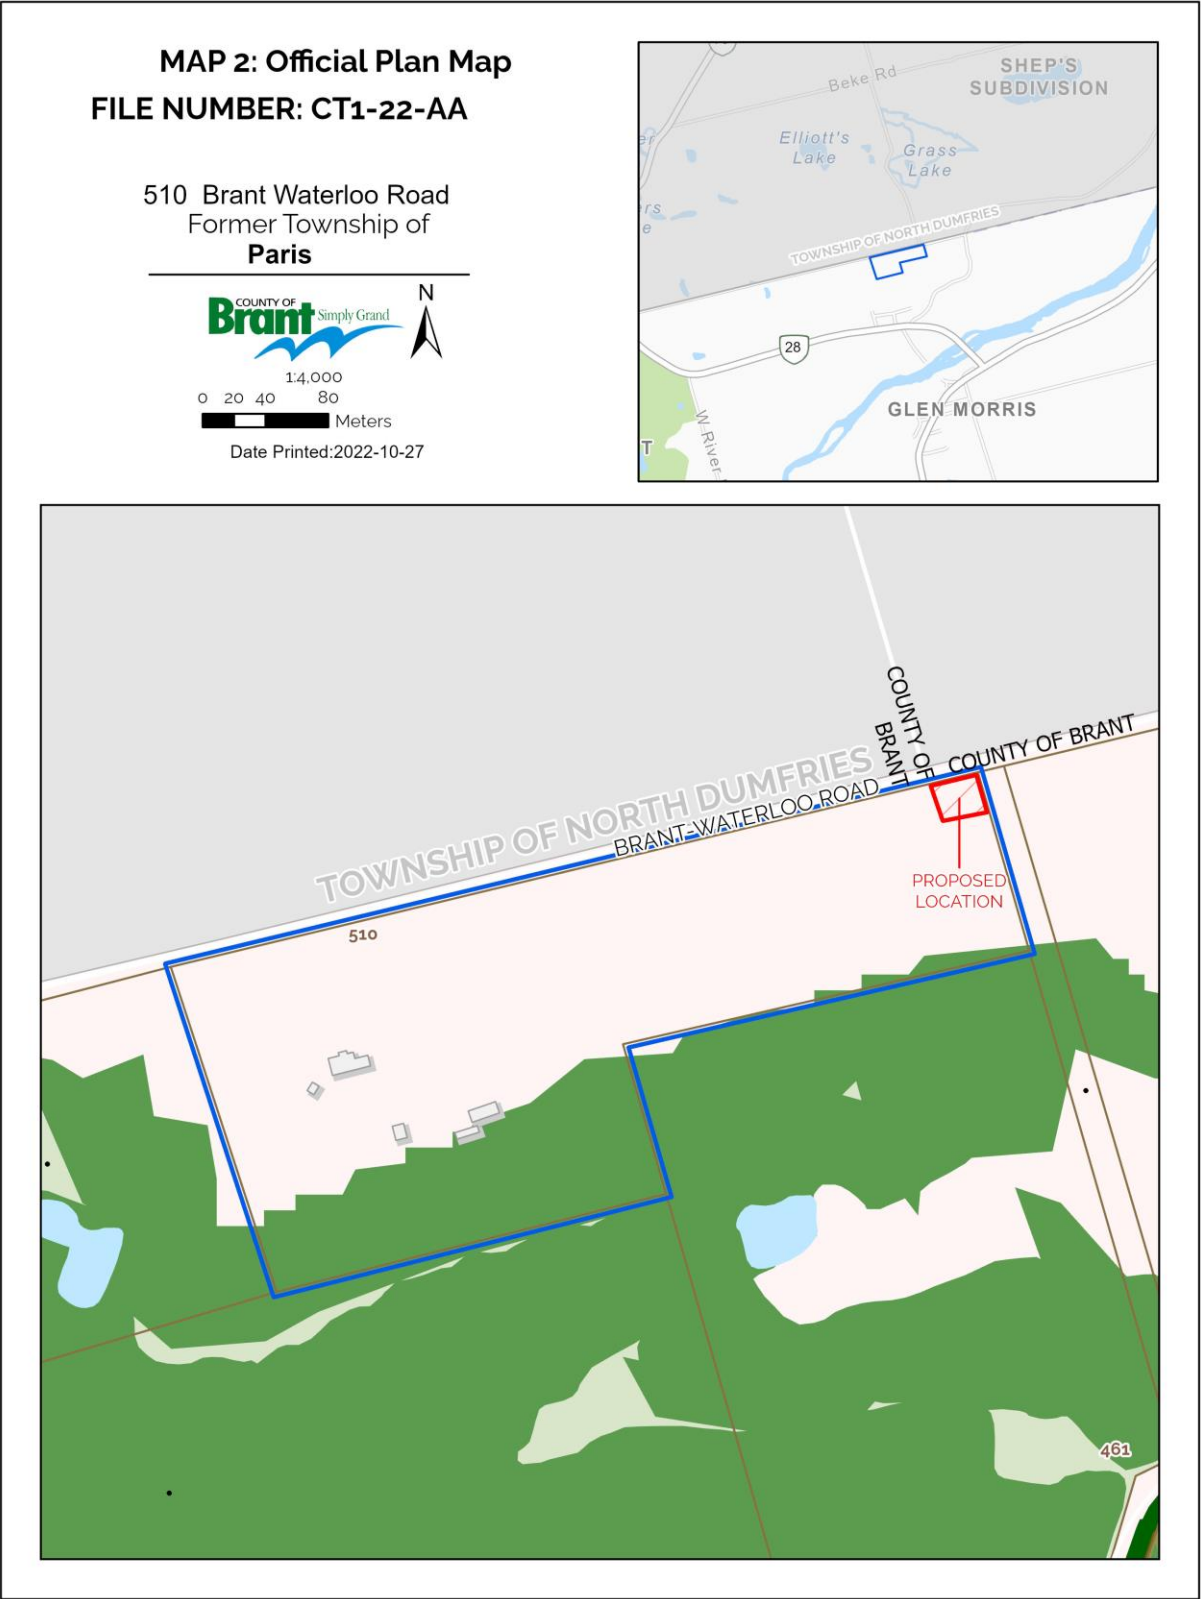 MAP 2: Official Plan Map
FILE NUMBER: CT1-22-AA
510 Brant Waterloo Road
Former Township of
Paris
COUNTY OF
Brant Simply Grand
N
1:4,000
0 20 40 80
Meters
Date Printed:2022-10-27
Beke Rd
SHEP'S
SUBDIVISION
Elliott's
Lake
Grass
Lake
er
rs
e
TOWNSHIP OF NORTH DUMFRIES
28
GLEN MORRIS
W River
T
COUNTY OF
BRANT
COUNTY OF BRANT
TOWNSHIP OF NORTH DUMFRIES
BRANT-WATERLOO ROAD
PROPOSED
LOCATION
510
461